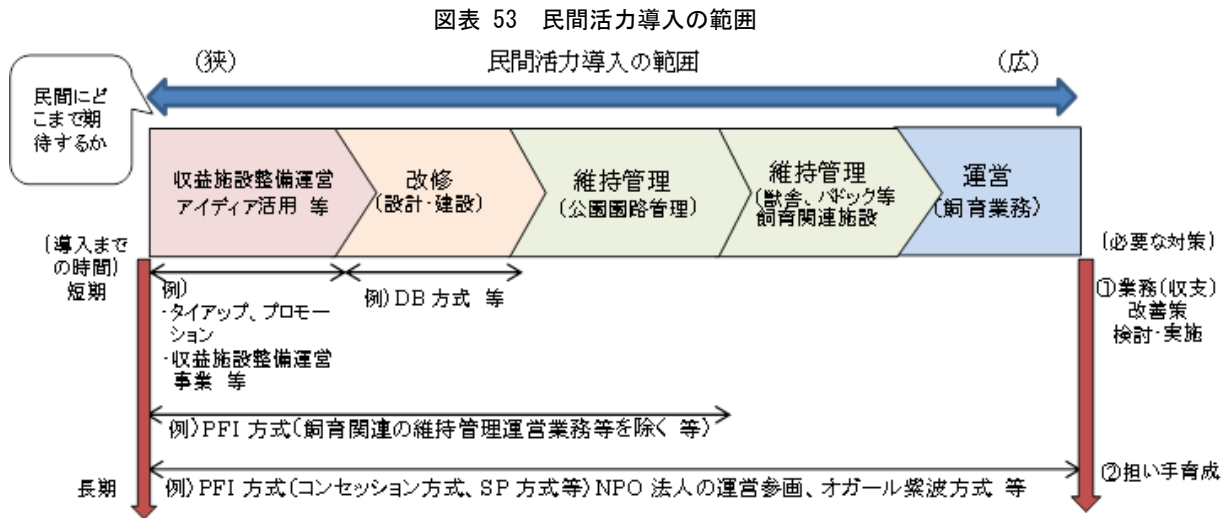 図表 53 民間活力導入の範囲
(狭)
民間活力導入の範囲
(広)
民間にど
こまで期
待するか
収益施設整備運営
アイディア活用 等
改修
(設計・建設)
維持管理
(公園園路管理)
維持管理
(獣舎、パドック等
飼育関連施設
運営
(飼育業務)
(導入まで
の時間)
短期
(必要な対策)
例)
・タイアップ、プロモー
ション
・収益施設整備運営
事業 等
例)DB方式 等
①業務(収支)
改善策
検討・実施
例)PFI 方式(飼育関連の維持管理運営業務等を除く 等)
長期
例)PFI 方式(コンセッション方式、SP 方式等)NPO 法人の運営参画、オガール紫波方式 等
②担い手育成